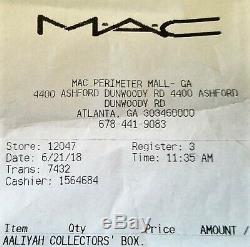 M·A·C
MAC PERIMETER MALL- GA
4400 ASHFORD DUNWOODY RD 4400 ASHFORD
DUNWOODY RD
ATLANTA, GA 303460000
678 441-9083
Store: 12047 Register: 3
Date: 6/21/18 Time: 11:35 AM
Trans: 7432
Cashier: 1564684
Item Qty Price Amount
AALIYAH COLLECTORS' BOX.